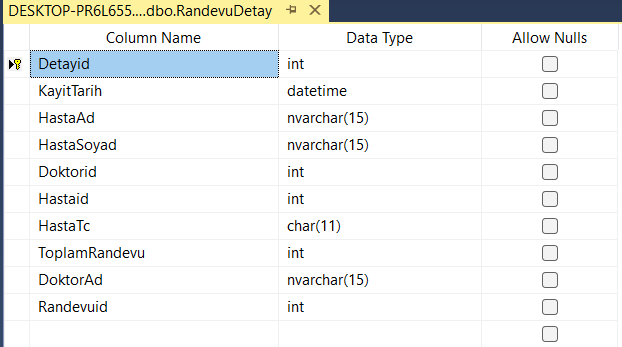 DESKTOP-PR6L655....dbo.RandevuDetay
Column Name Data Type Allow Nulls
Detayid int
KayitTarih datetime
HastaAd nvarchar(15)
HastaSoyad nvarchar(15)
Doktorid int
Hastaid int
HastaTc char(11)
ToplamRandevu int
DoktorAd nvarchar(15)
Randevuid int